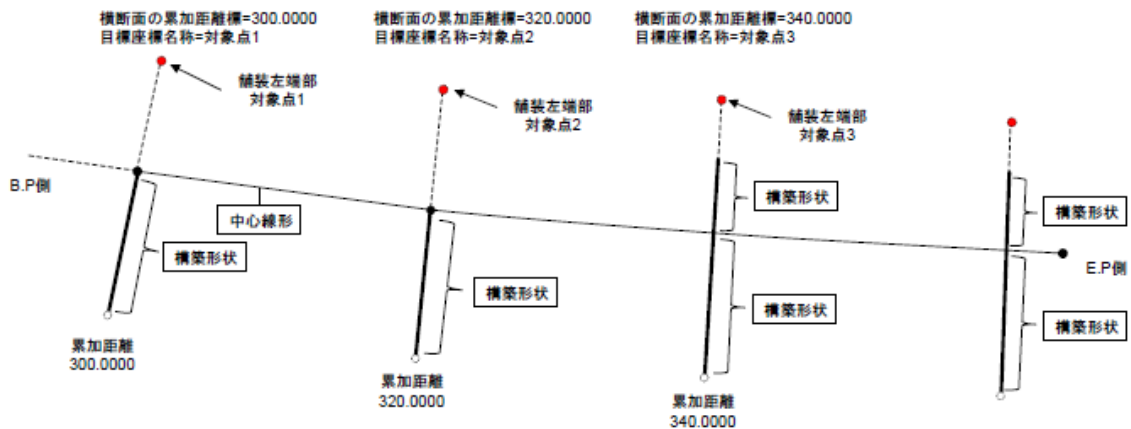 横断面の累加距離標=300.0000
目標座標名称=対象点1
横断面の累加距離標=320.0000
目標座標名称=対象点2
横断面の累加距離標=340.0000
目標座標名称=対象点3
舗装左端部
対象点1
舗装左端部
対象点2
舗装左端部
対象点3
B.P側
中心線形
構築形状
構築形状
構築形状
構築形状
構築形状
構築形状
E.P側
累加距離
300.0000
累加距離
320.0000
累加距離
340.0000